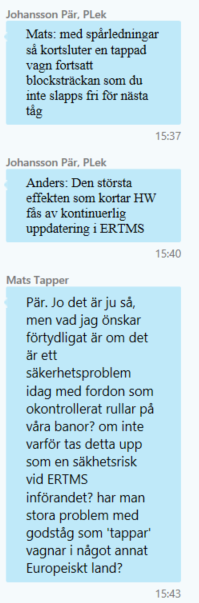 Johansson Pär, PLek
Mats: med spårledningar
så kortsluter en tappad
vagn fortsatt
blocksträckan som du
inte slapps fri för nästa
tåg
15:37
Johansson Pär, PLek
Anders: Den största
effekten som kortar HW
fås av kontinuerlig
uppdatering i ERTMS
15:40
Mats Tapper
Pär. Jo det är ju så,
men vad jag önskar
förtydligat är om det
är ett
säkerhetsproblem
idag med fordon som
okontrollerat rullar på
våra banor? om inte
varför tas detta upp
som en säkhetsrisk
vid ERTMS
införandet? har man
stora problem med
godståg som 'tappar'
vagnar i något annat
Europeiskt land?
15:43